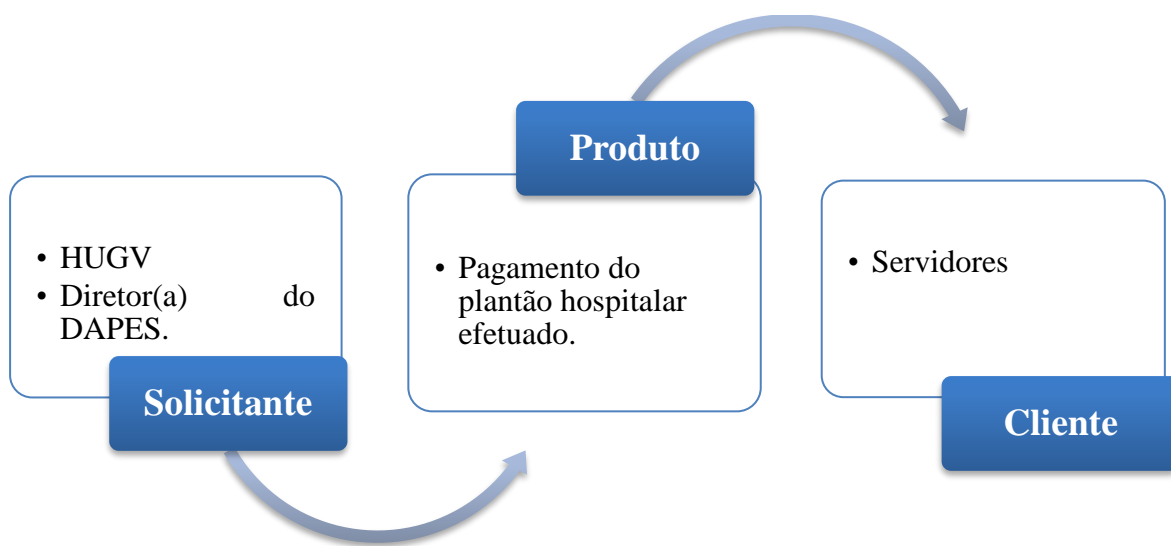 • HUGV
• Diretor(a) do
DAPES.
Solicitante
Produto
• Pagamento do
plantão hospitalar
efetuado.
• Servidores
Cliente